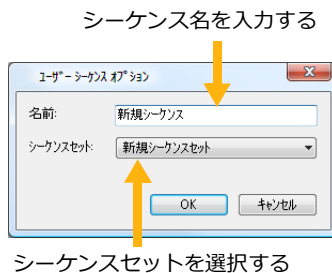 シーケンス名を入力する
ユーザー シーケンス オプション
名前: 新規シーケンス
シーケンスセット: 新規シーケンスセット
OK キャンセル
シーケンスセットを選択する